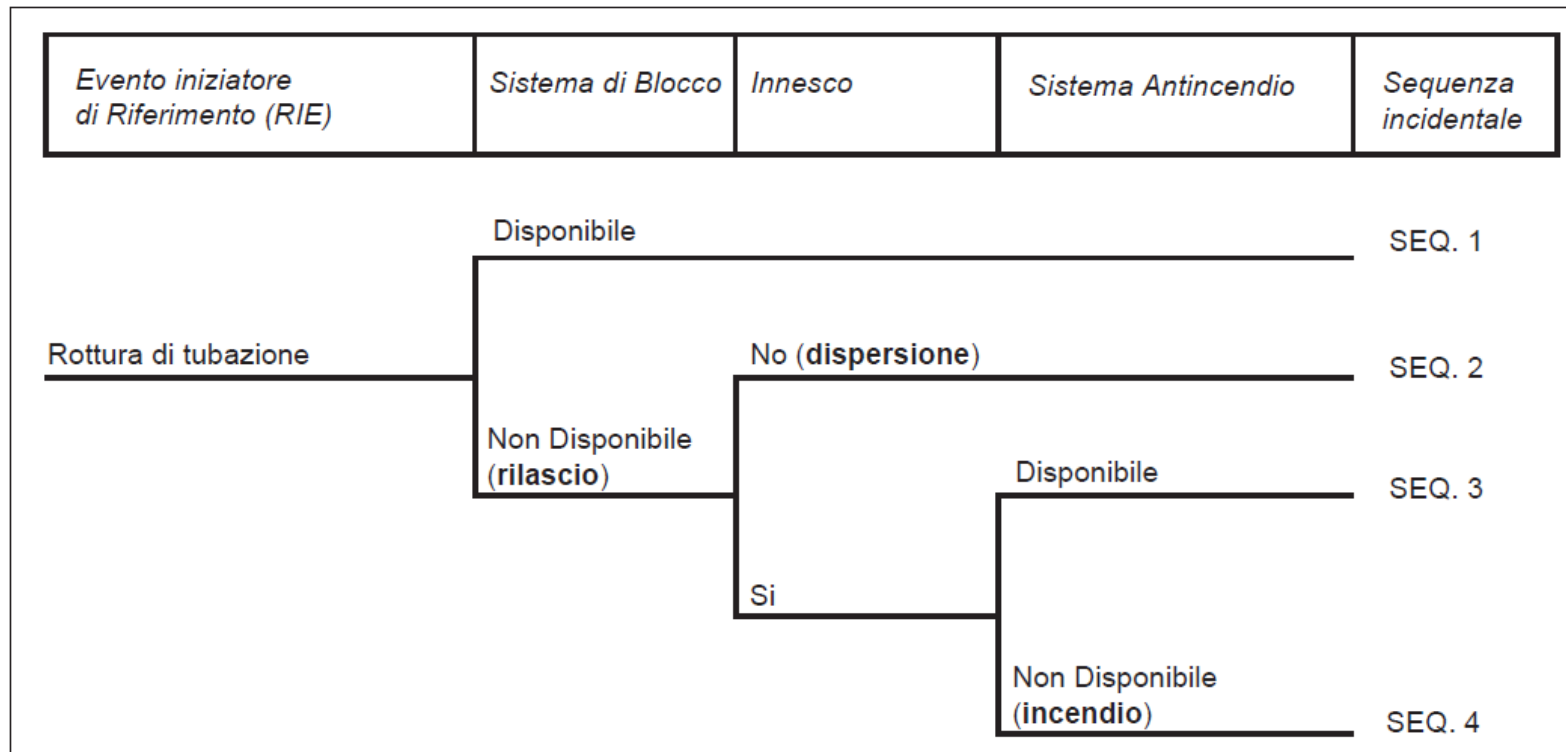 Evento iniziatore
di Riferimento (RIE)
Sistema di Blocco
Innesco
Sistema Antincendio
Sequenza
incidentale
Disponibile
SEQ. 1
Rottura di tubazione
No (dispersione)
SEQ. 2
Non Disponibile
(rilascio)
Disponibile
SEQ. 3
Si
Non Disponibile
(incendio)
SEQ. 4